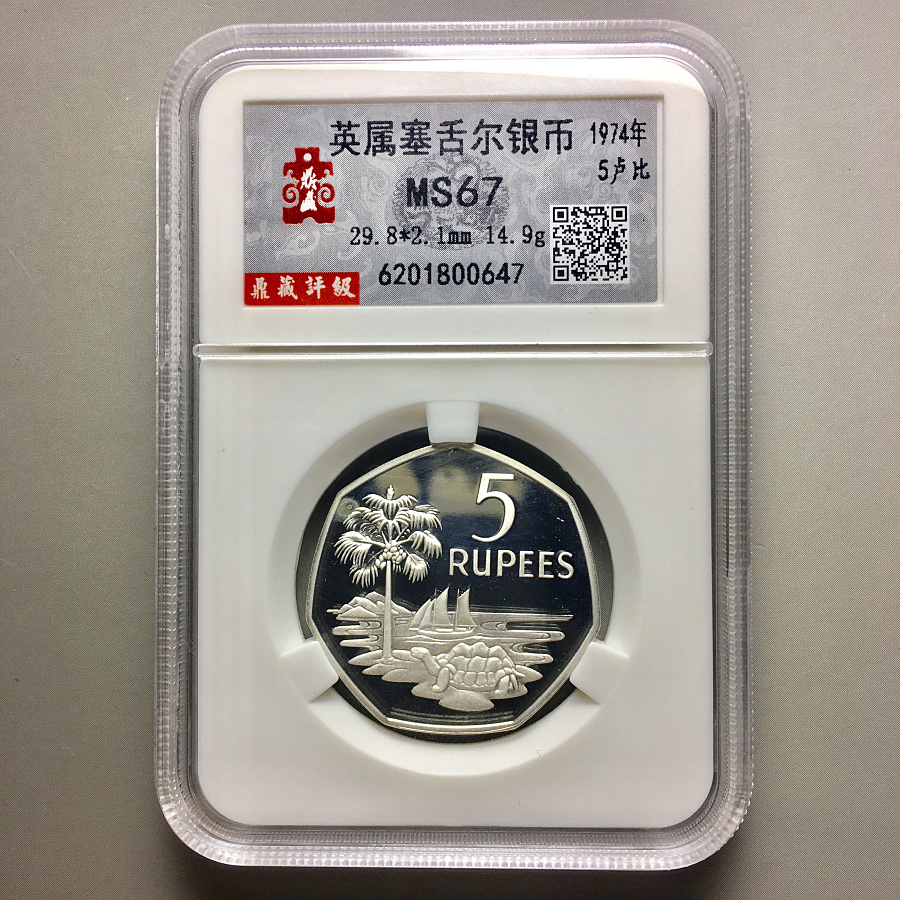 英属塞舌尔银币 1974年
5卢比
MS67
29.8*2.1mm 14.9g
鼎藏評級 6201800647
5
RUPEES